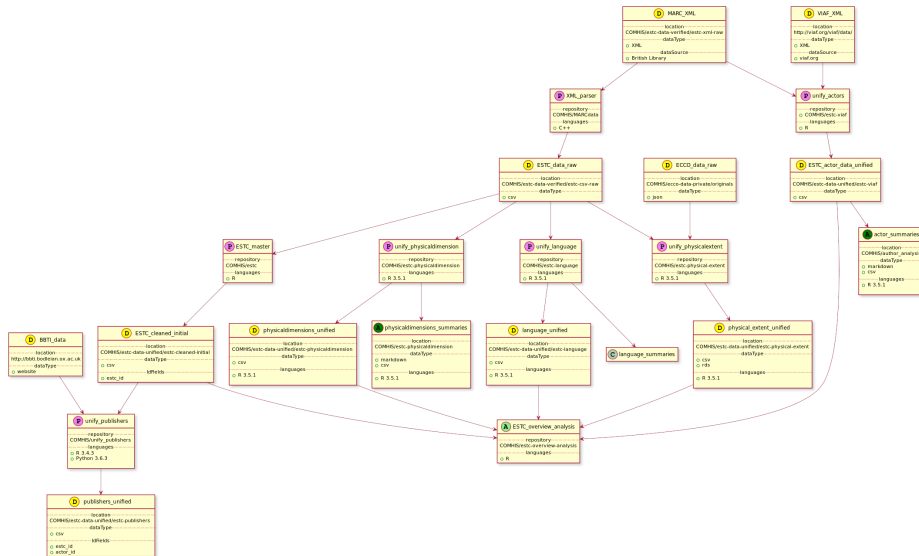 D MARC_XML
location
COMHIS/estc-data-verified/estc-xml-raw
dataType
XML
dataSource
British Library
D VIAF_XML
location
http://viaf.org/viaf/data/
dataType
XML
dataSource
viaf.org
P XML_parser
repository
COMHIS/MARCdata
languages
C++
P unify_actors
repository
COMHIS/estc-viaf
languages
R
D ESTC_data_raw
location
COMHIS/estc-data-verified/estc-csv-raw
dataType
csv
D ECCO_data_raw
location
COMHIS/ecco-data-private/originals
dataType
json
D ESTC_actor_data_unified
location
COMHIS/estc-data-unified/estc-viaf
dataType
csv
P ESTC_master
repository
COMHIS/estc
languages
R
P unify_physicaldimension
repository
COMHIS/estc-physicaldimension
languages
R 3.5.1
P unify_language
repository
COMHIS/estc-language
languages
R 3.5.1
P unify_physicalextent
repository
COMHIS/estc-physical-extent
languages
R 3.5.1
A actor_summaries
location
COMHIS/author_analysis
dataType
markdown
csv
languages
R 3.5.1
D BBTI_data
location
http://bbti.bodleian.ox.ac.uk
dataType
website
D ESTC_cleaned_initial
location
COMHIS/estc-data-unified/estc-cleaned-initial
dataType
csv
idFields
estc_id
D physicaldimensions_unified
location
COMHIS/estc-data-unified/estc-physicaldimension
dataType
csv
languages
R 3.5.1
A physicaldimensions_summaries
location
COMHIS/estc-physicaldimension
dataType
markdown
csv
languages
R 3.5.1
D language_unified
location
COMHIS/estc-data-unified/estc-language
dataType
csv
languages
R 3.5.1
C language_summaries
D physical_extent_unified
location
COMHIS/estc-data-unified/estc-physical-extent
dataType
csv
rds
languages
R 3.5.1
P unify_publishers
repository
COMHIS/unify_publishers
languages
R 3.4.3
Python 3.6.3
A ESTC_overview_analysis
repository
COMHIS/estc-overview-analysis
languages
R
D publishers_unified
location
COMHIS/estc-data-unified/estc-publishers
dataType
csv
idFields
estc_id
actor_id